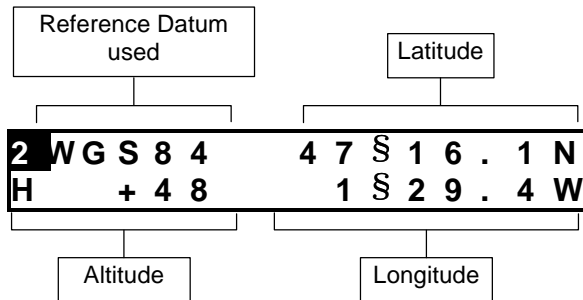 Reference Datum
used
Latitude
2 WGS84 47 § 16.1N
H +48 1 § 29.4W
Altitude
Longitude